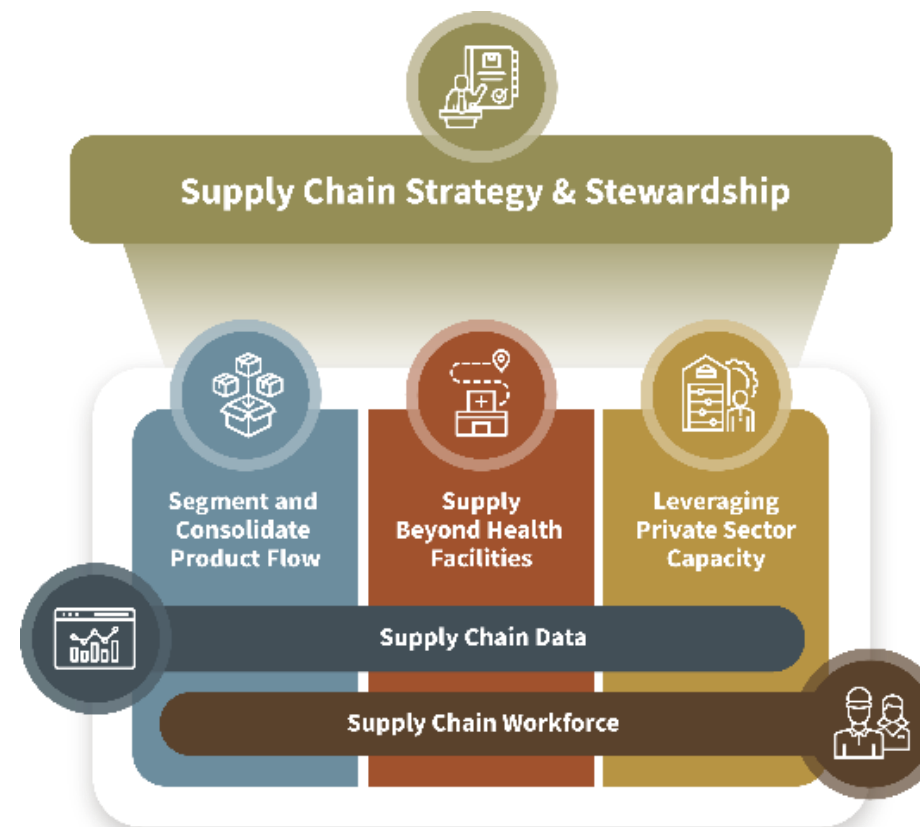 Supply Chain Strategy & Stewardship
Segment and
Consolidate
Product Flow
Supply
Beyond Health
Facilities
Leveraging
Private Sector
Capacity
Supply Chain Data
Supply Chain Workforce